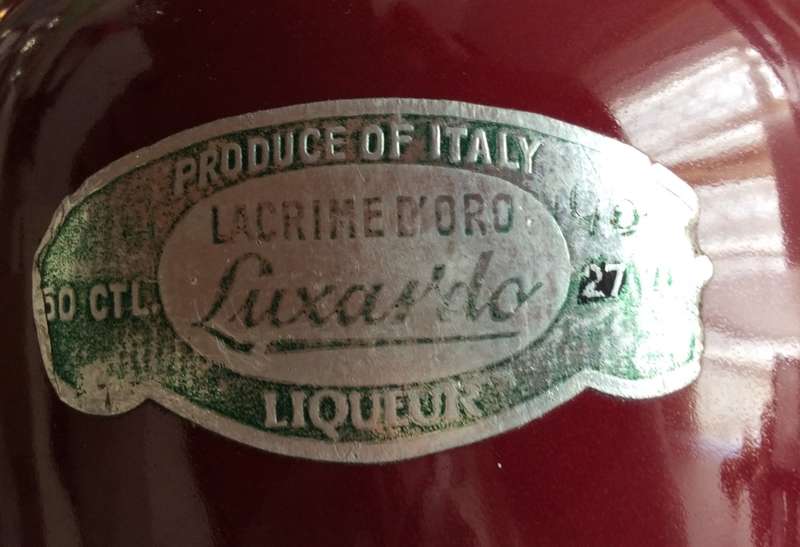 PRODUCE OF ITALY
LACRIME D'ORO
Luxardo
50 CTL.
27
LIQUEUR